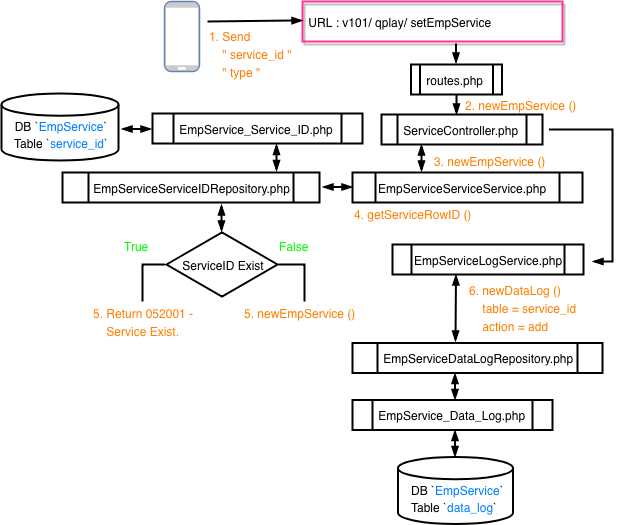 URL : v101/ qplay/ setEmpService
1. Send
" service_id "
" type "
routes.php
2. newEmpService ()
DB `EmpService`
Table `service_id`
EmpService_Service_ID.php
ServiceController.php
3. newEmpService ()
EmpServiceServiceIDRepository.php
EmpServiceServiceService.php
4. getServiceRowID ()
True
False
ServiceID Exist
EmpServiceLogService.php
5. Return 052001 -
Service Exist.
5. newEmpService ()
6. newDataLog ()
table = service_id
action = add
EmpServiceDataLogRepository.php
EmpService_Data_Log.php
DB `EmpService`
Table `data_log`